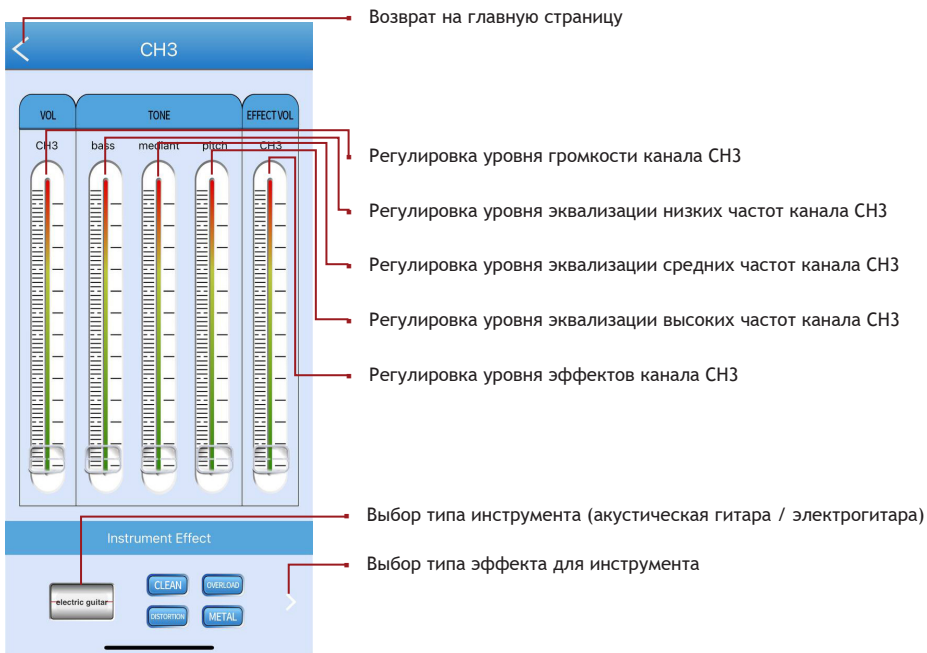 Возврат на главную страницу
CH3
VOL
TONE
EFFECT VOL
CH3
bass
mediant
pitch
CH3
Регулировка уровня громкости канала CH3
Регулировка уровня эквализации низких частот канала CH3
Регулировка уровня эквализации средних частот канала CH3
Регулировка уровня эквализации высоких частот канала CH3
Регулировка уровня эффектов канала CH3
Выбор типа инструмента (акустическая гитара / электрогитара)
Instrument Effect
Выбор типа эффекта для инструмента
CLEAN
OVERLOAD
electric guitar
DISTORTION
METAL